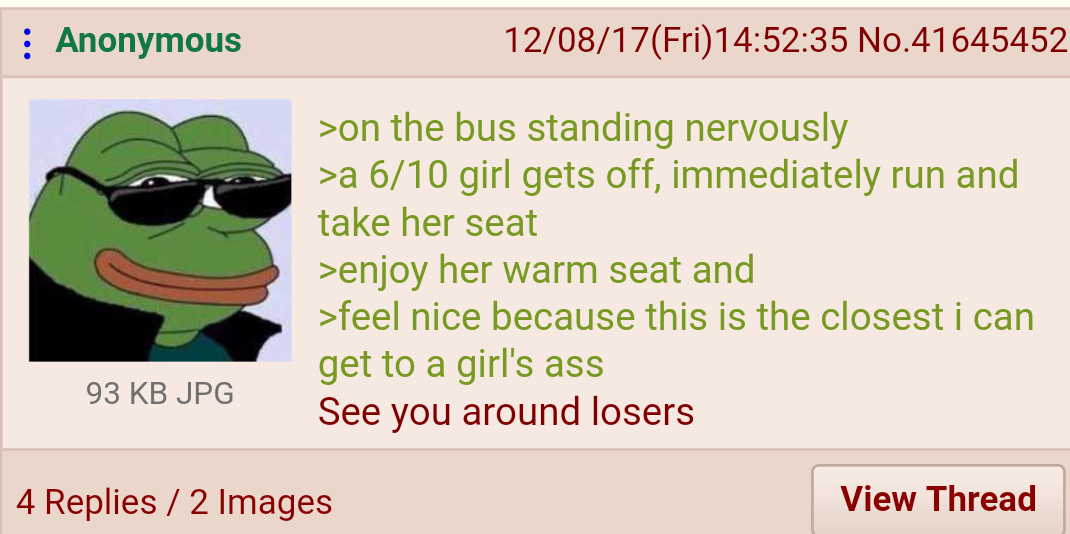 Anonymous 12/08/17(Fri)14:52:35 No.41645452
>on the bus standing nervously
>a 6/10 girl gets off, immediately run and
take her seat
>enjoy her warm seat and
>feel nice because this is the closest i can
get to a girl's ass
See you around losers
93 KB JPG
4 Replies / 2 Images
View Thread